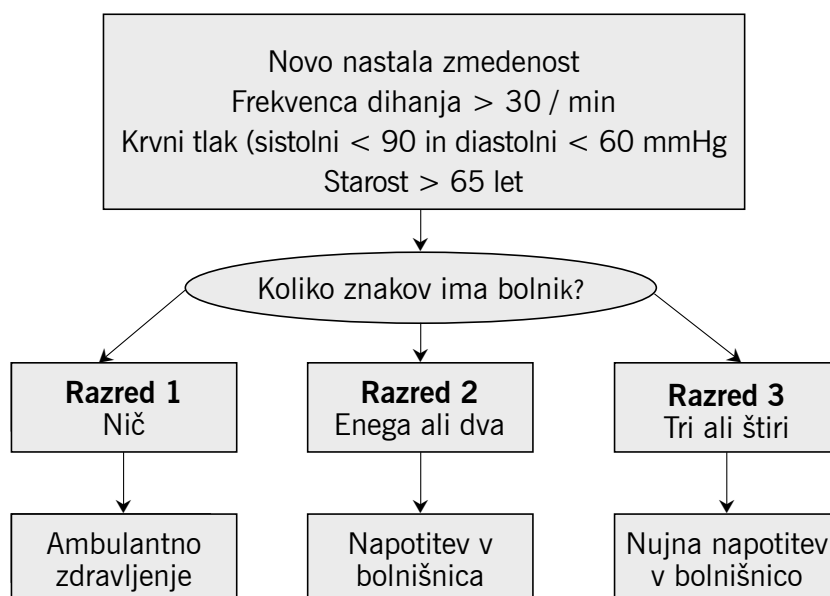 Novo nastala zmedenost
Frekvenca dihanja > 30 / min
Krvni tlak (sistolni < 90 in diastolni < 60 mmHg
Starost > 65 let
Koliko znakov ima bolnik?
Razred 1
Nič
Razred 2
Enega ali dva
Razred 3
Tri ali štiri
Ambulantno
zdravljenje
Napotitev v
bolnišnica
Nujna napotitev
v bolnišnico